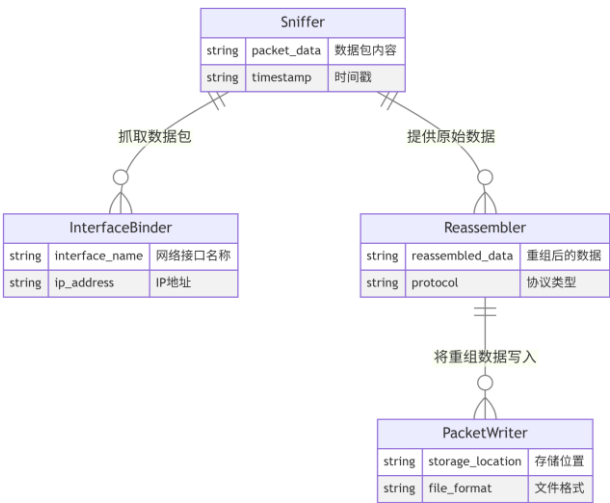 Sniffer
string packet_data 数据包内容
string timestamp 时间戳
抓取数据包 提供原始数据
InterfaceBinder Reassembler
string interface_name 网络接口名称 string reassembled_data 重组后的数据
string ip_address IP地址 string protocol 协议类型
将重组数据写入
PacketWriter
string storage_location 存储位置
string file_format 文件格式